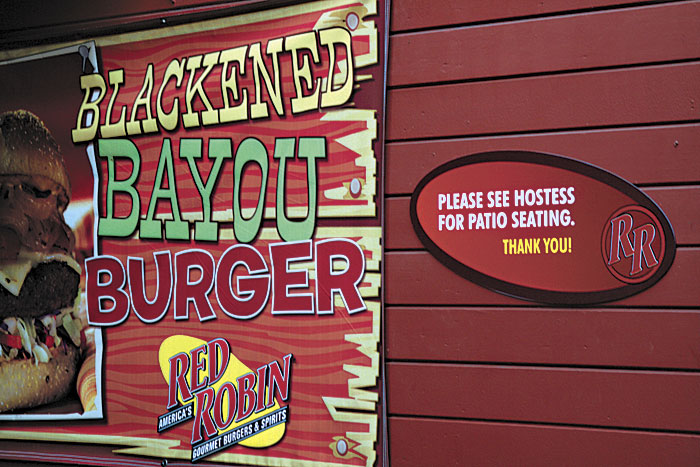 BLACKENED
BAYOU
BURGER
RED
ROBIN
AMERICA'S
GOURMET BURGERS & SPIRITS
PLEASE SEE HOSTESS
FOR PATIO SEATING.
THANK YOU!
RR